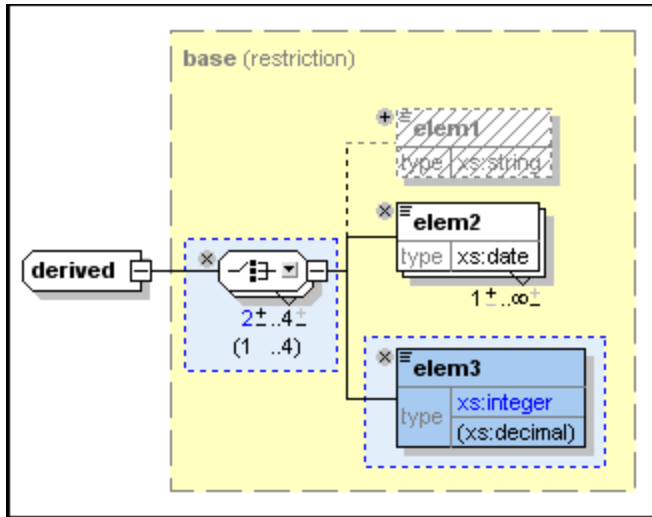 base (restriction)
elem1
type xs:string
elem2
type xs:date
1 ± ..∞ ±
derived
2 ± ..4 ±
(1 ..4)
elem3
type xs:integer
(xs:decimal)